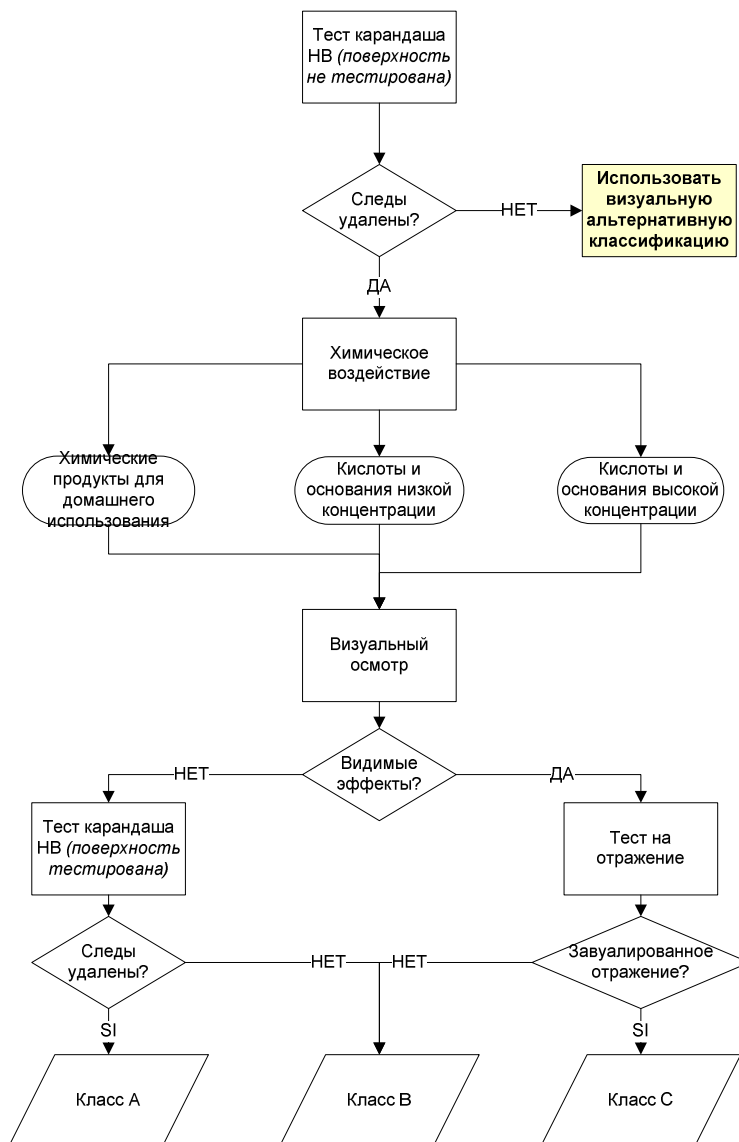 Тест карандаша
НВ (поверхность
не тестирована)
Следы
удалены?
НЕТ
Использовать
визуальную
альтернативную
классификацию
ДА
Химическое
воздействие
Химические
продукты для
домашнего
использования
Кислоты и
основания низкой
концентрации
Кислоты и
основания высокой
концентрации
Визуальный
осмотр
Видимые
эффекты?
НЕТ
ДА
Тест карандаша
НВ (поверхность
тестирована)
Тест на
отражение
Следы
удалены?
НЕТ
НЕТ
Завуалированное
отражение?
SI
SI
Класс А
Класс В
Класс С